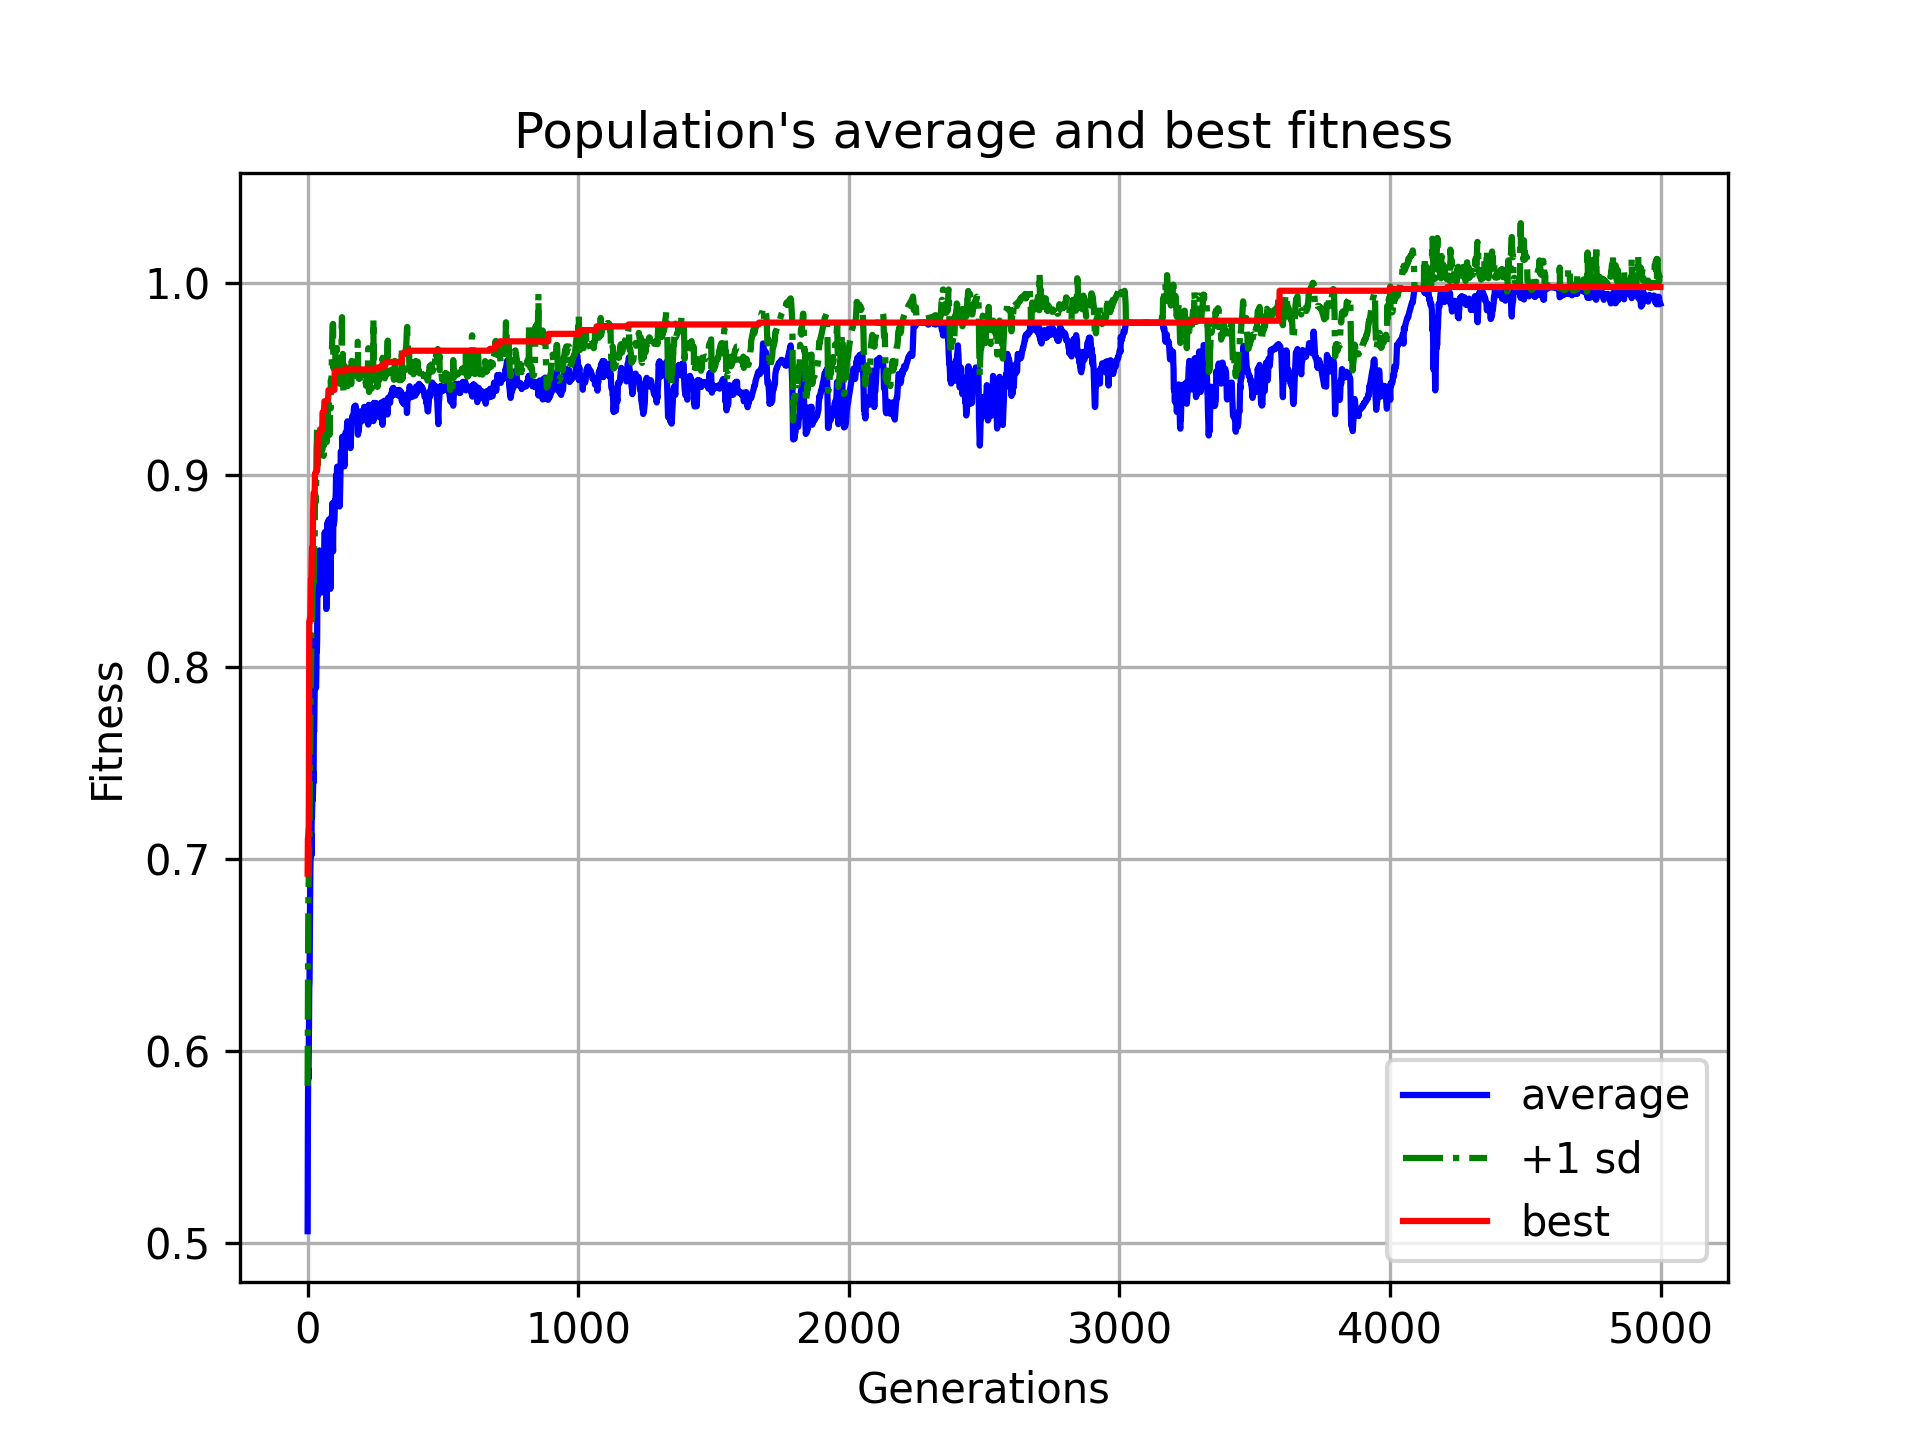 Population's average and best fitness
1.0
0.9
0.8
0.7
0.6
0.5
Fitness
average
+1 sd
best
0 1000 2000 3000 4000 5000
Generations